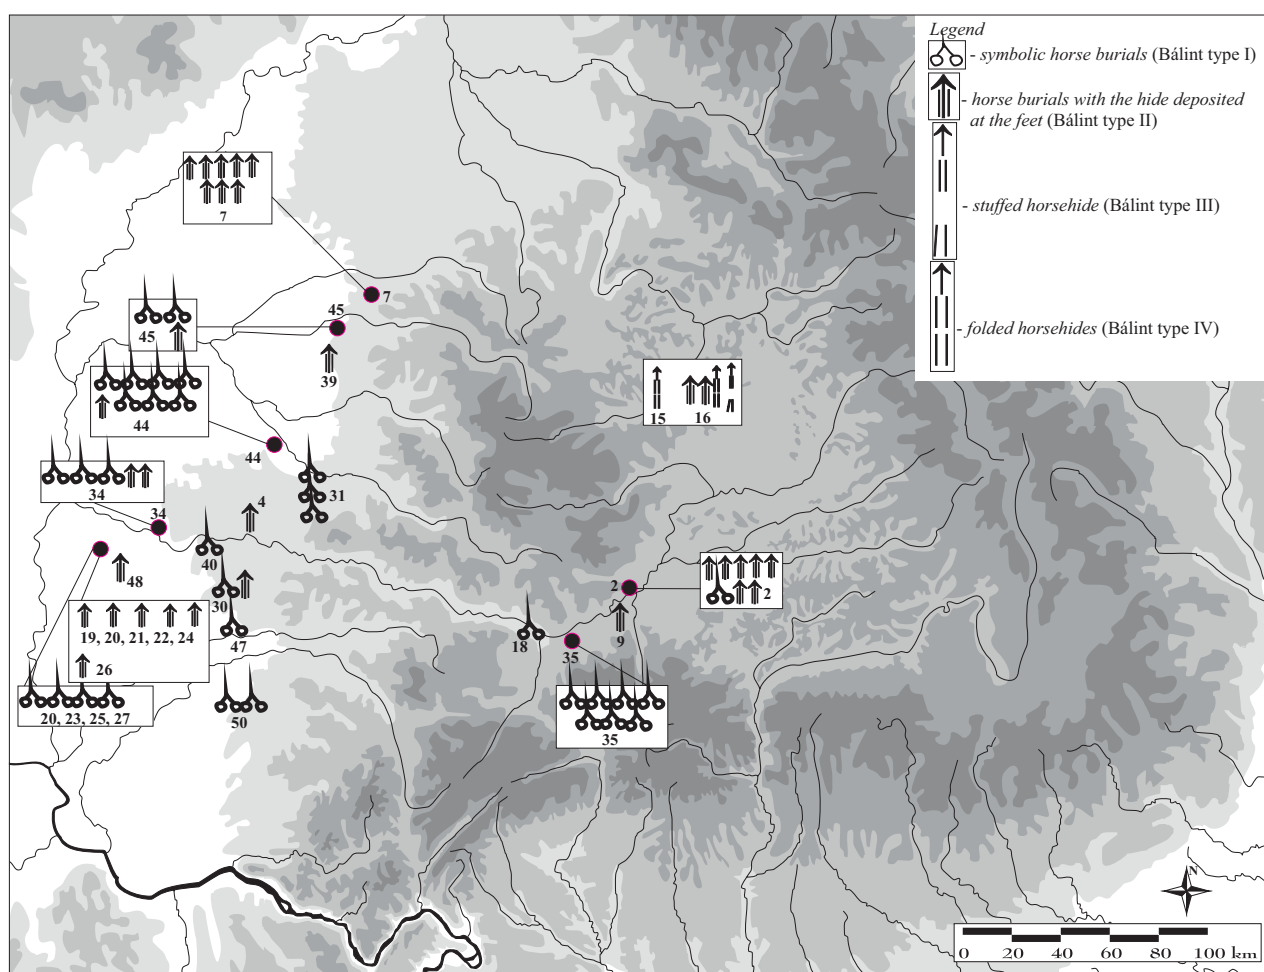 Legend
- symbolic horse burials (Bálint type I)
- horse burials with the hide deposited
at the feet (Bálint type II)
- stuffed horsehide (Bálint type III)
- folded horsehides (Bálint type IV)
7
7
45
45
39
44
44
15 16
34
31
4
34
40
48
30
2
2
19, 20, 21, 22, 24
47
18
9
35
26
20, 23, 25, 27
50
35
N
0 20 40 60 80 100 km